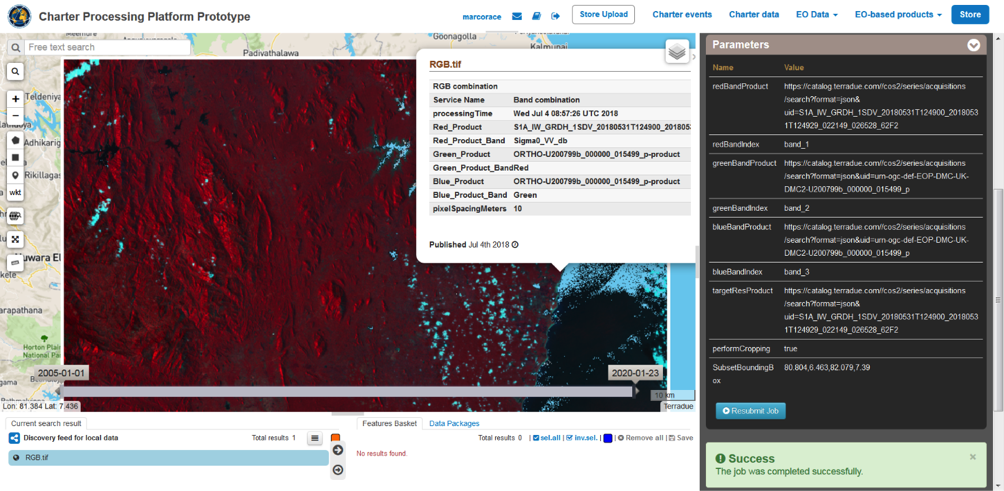 Charter Processing Platform Prototype
marcorace
Store Upload
Charter events
Charter data
EO Data
EO-based products
Store
Free text search
Padivathalawa
Goonagolla
Kalmunai
Teldeniya
Adhikarig
Rikillagas
wkt
Nuwara El
arapathana
Horton Plain
National Par
RGB.tif
RGB combination
Service Name Band combination
processingTime Wed Jul 4 08:57:26 UTC 2018
Red_Product S1A_IW_GRDH_1SDV_20180531T124900_201805
Red_Product_Band Sigma0_VV_db
Green_Product ORTHO-U200799b_000000_015499_p-product
Green_Product_BandRed
Blue_Product ORTHO-U200799b_000000_015499_p-product
Blue_Product_Band Green
pixelSpacingMeters 10
Published Jul 4th 2018
2005-01-01
2020-01-23
10 km
Lon: 81.384 Lat: 7.436
Terradue
Current search result
Discovery feed for local data
Total results 1
RGB.tif
Features Basket
Data Packages
Total results 0 | sel.all | inv.sel. | | Remove all | Save
No results found.
Parameters
Name Value
redBandProduct https://catalog.terradue.com/cos2/series/acquisitions
/search?format=json&
uid=S1A_IW_GRDH_1SDV_20180531T124900_2018053
1T124929_022149_026528_62F2
redBandIndex band_1
greenBandProduct https://catalog.terradue.com/cos2/series/acquisitions
/search?format=json&uid=urn-ogc-def-EOP-DMC-UK-
DMC2-U200799b_000000_015499_p
greenBandIndex band_2
blueBandProduct https://catalog.terradue.com/cos2/series/acquisitions
/search?format=json&uid=urn-ogc-def-EOP-DMC-UK-
DMC2-U200799b_000000_015499_p
blueBandIndex band_3
targetResProduct https://catalog.terradue.com/cos2/series/acquisitions
/search?format=json&
uid=S1A_IW_GRDH_1SDV_20180531T124900_2018053
1T124929_022149_026528_62F2
performCropping true
SubsetBoundingB
ox 80.804,6.463,82.079,7.39
Resubmit Job
Success
The job was completed successfully.